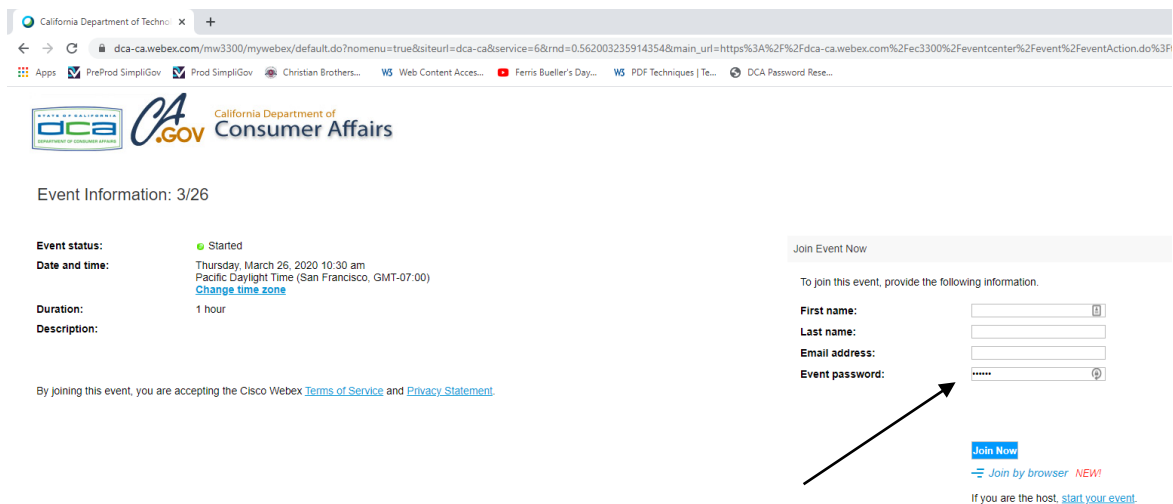 California Department of Technol
dca-ca.webex.com/mw3300/mywebex/default.do?nomenu=true&siteurl=dca-ca&service=6&rnd=0.562003235914354&main_url=https%3A%2F%2Fdca-ca.webex.com%2Fec3300%2Feventcenter%2Fevent%2FeventAction.do%3F
Apps PreProd SimpliGov Prod SimpliGov Christian Brothers... W3 Web Content Acces... Ferris Bueller's Day... W3 PDF Techniques | Te... DCA Password Rese...
STATE OF CALIFORNIA
dca
DEPARTMENT OF CONSUMER AFFAIRS
CA
.GOV
California Department of
Consumer Affairs
Event Information: 3/26
Event status: Started
Date and time: Thursday, March 26, 2020 10:30 am
Pacific Daylight Time (San Francisco, GMT-07:00)
Change time zone
Duration: 1 hour
Description:
By joining this event, you are accepting the Cisco Webex Terms of Service and Privacy Statement.
Join Event Now
To join this event, provide the following information.
First name:
Last name:
Email address:
Event password: ••••••
Join Now
Join by browser NEW!
If you are the host, start your event.